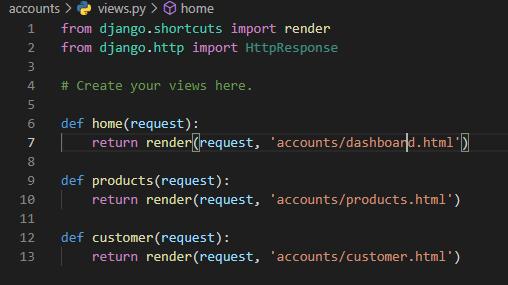 accounts > views.py > home
1 from django.shortcuts import render
2 from django.http import HttpResponse
3
4 # Create your views here.
5
6 def home(request):
7     return render(request, 'accounts/dashboard.html')
8
9 def products(request):
10     return render(request, 'accounts/products.html')
11
12 def customer(request):
13     return render(request, 'accounts/customer.html')